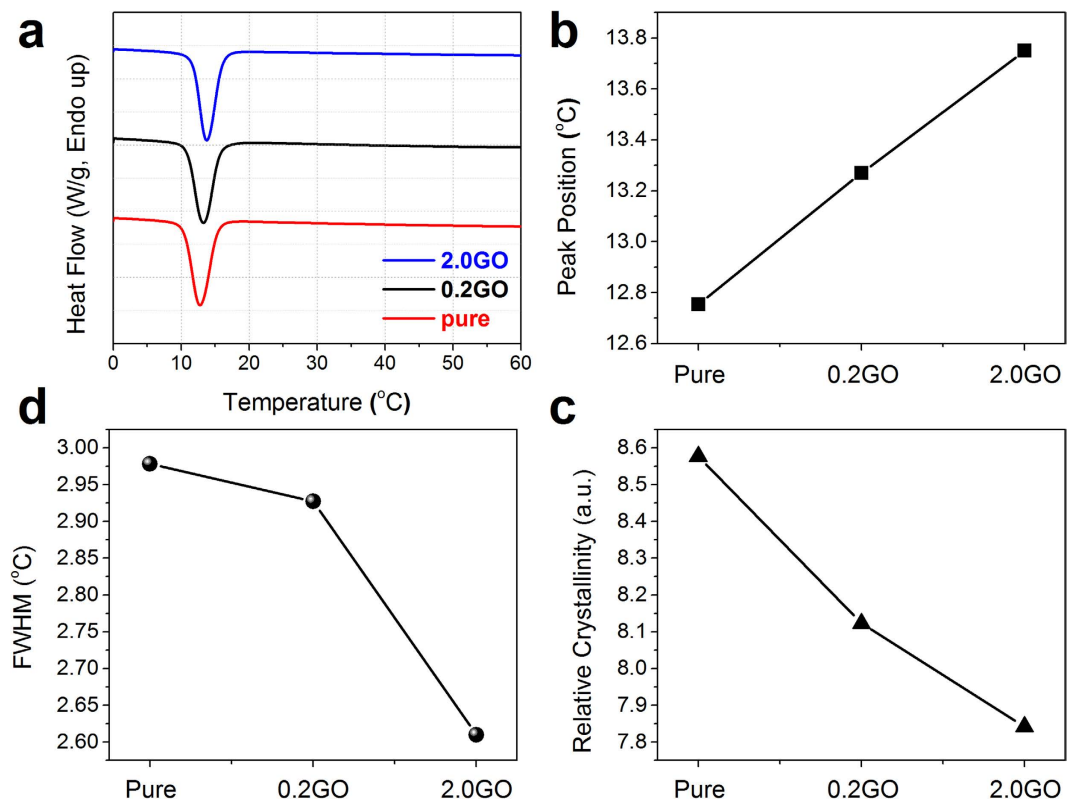 a
Heat Flow (W/g, Endo up)
2.0GO
0.2GO
pure
0 10 20 30 40 50 60
Temperature (°C)
b
Peak Position (°C)
13.8
13.6
13.4
13.2
13.0
12.8
12.6
Pure 0.2GO 2.0GO
d
FWHM (°C)
3.00
2.95
2.90
2.85
2.80
2.75
2.70
2.65
2.60
Pure 0.2GO 2.0GO
c
Relative Crystallinity (a.u.)
8.6
8.5
8.4
8.3
8.2
8.1
8.0
7.9
7.8
Pure 0.2GO 2.0GO